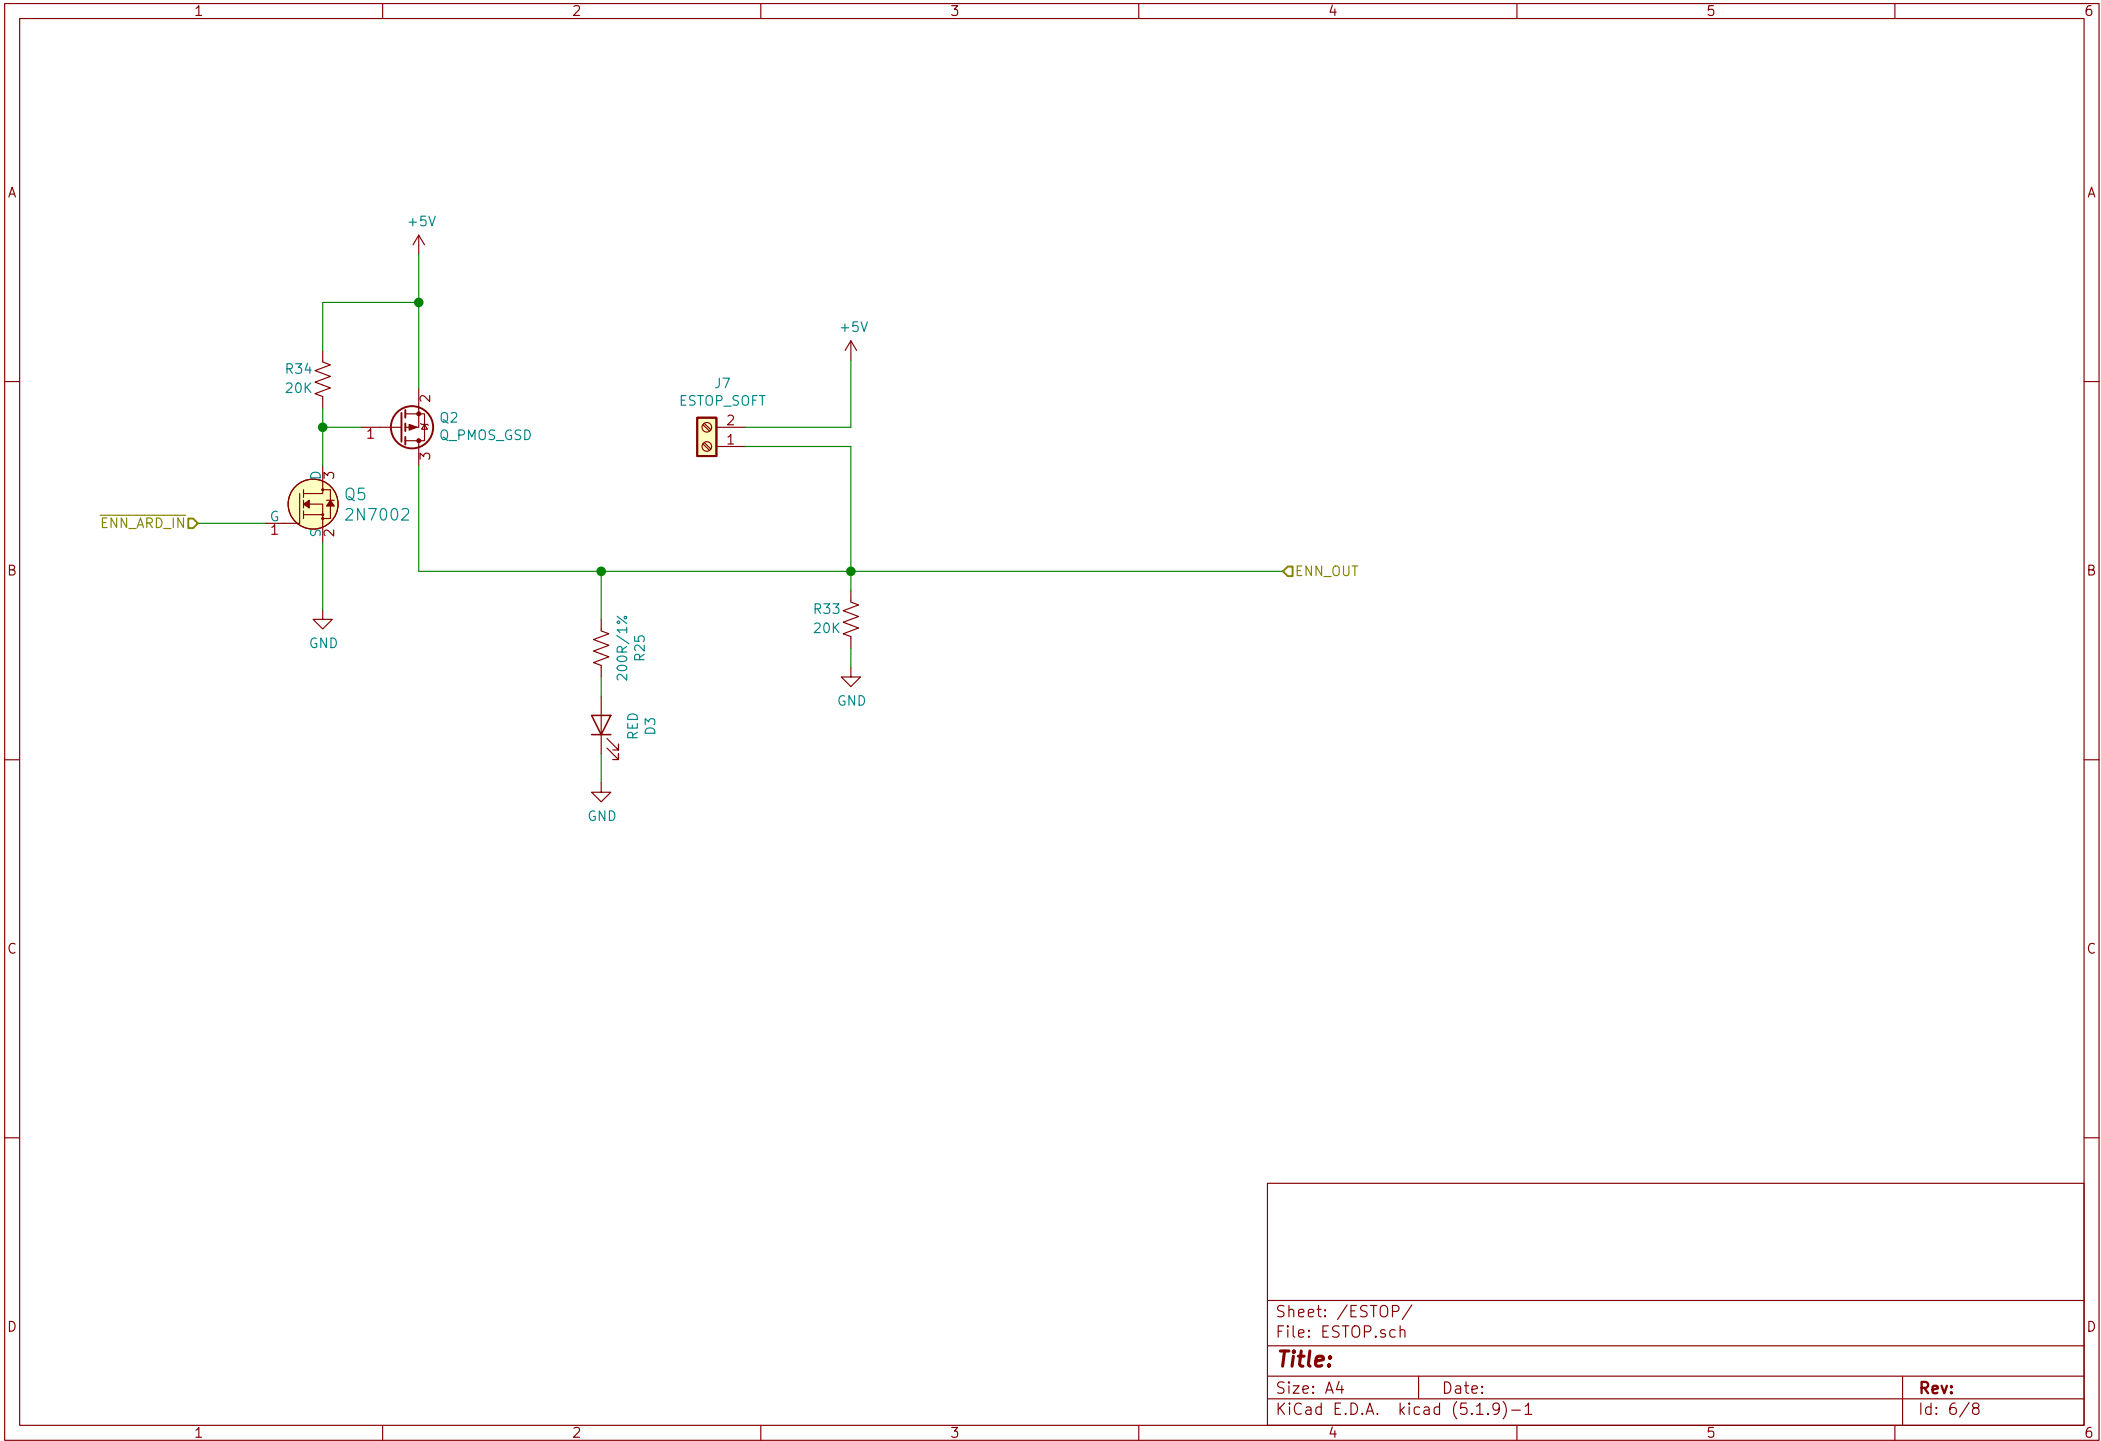 1 2 3 4 5 6
A A
+5V
+5V
R34
20K
J7
ESTOP_SOFT
2
Q2
Q_PMOS_GSD
1
2
1
3
D
3
Q5
2N7002
ENN_ARD_IN
G
1
S
2
B B
ENN_OUT
R33
20K
200R/1%
R25
GND
GND
RED
D3
GND
C C
Sheet: /ESTOP/
File: ESTOP.sch
D D
Title:
Size: A4 Date: Rev:
KiCad E.D.A. kicad (5.1.9)-1 Id: 6/8
1 2 3 4 5 6